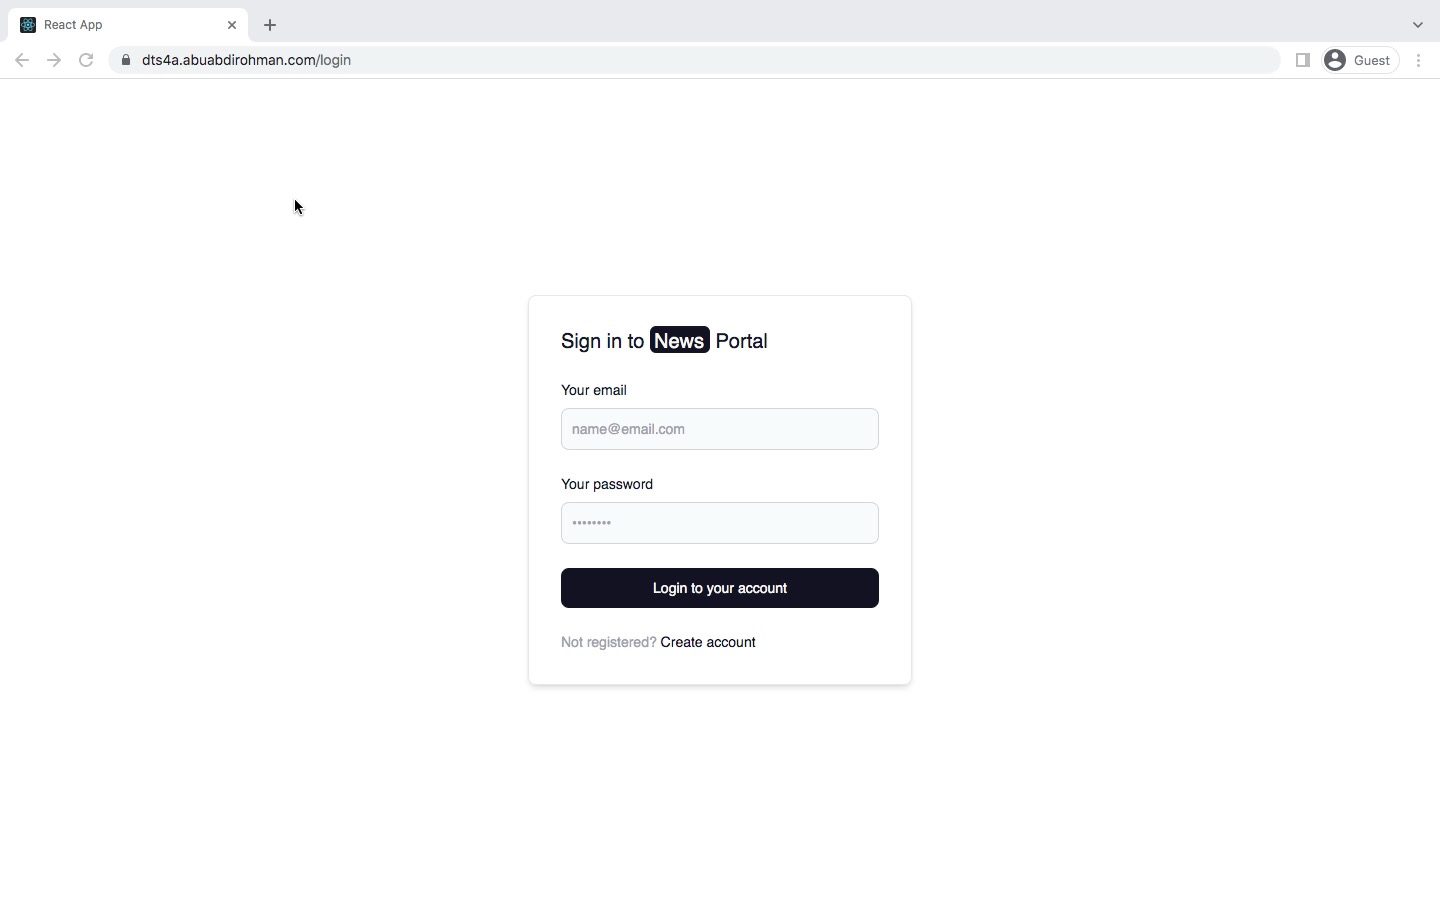 React App
dts4a.abuabdirohman.com/login
Guest
Sign in to News Portal
Your email
name@email.com
Your password
••••••••
Login to your account
Not registered? Create account